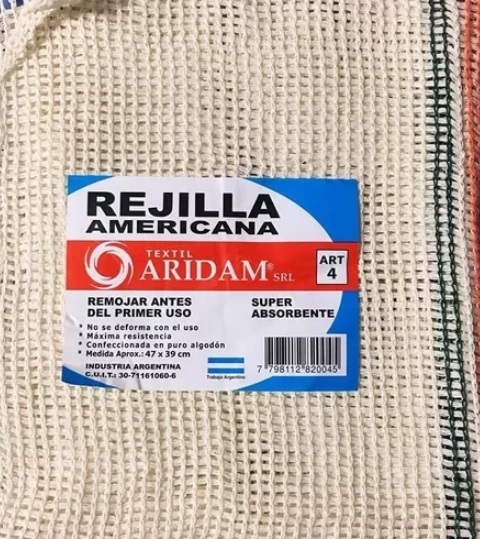 REJILLA
AMERICANA
TEXTIL
ARIDAM® SRL
ART
4
REMOJAR ANTES
DEL PRIMER USO
SUPER
ABSORBENTE
• No se deforma con el uso
• Máxima resistencia
• Confeccionada en puro algodón
• Medida Aprox.: 47 x 39 cm
INDUSTRIA ARGENTINA
C.U.I.T.: 30-71161060-6
Trabajo Argentino
7 798112 820045